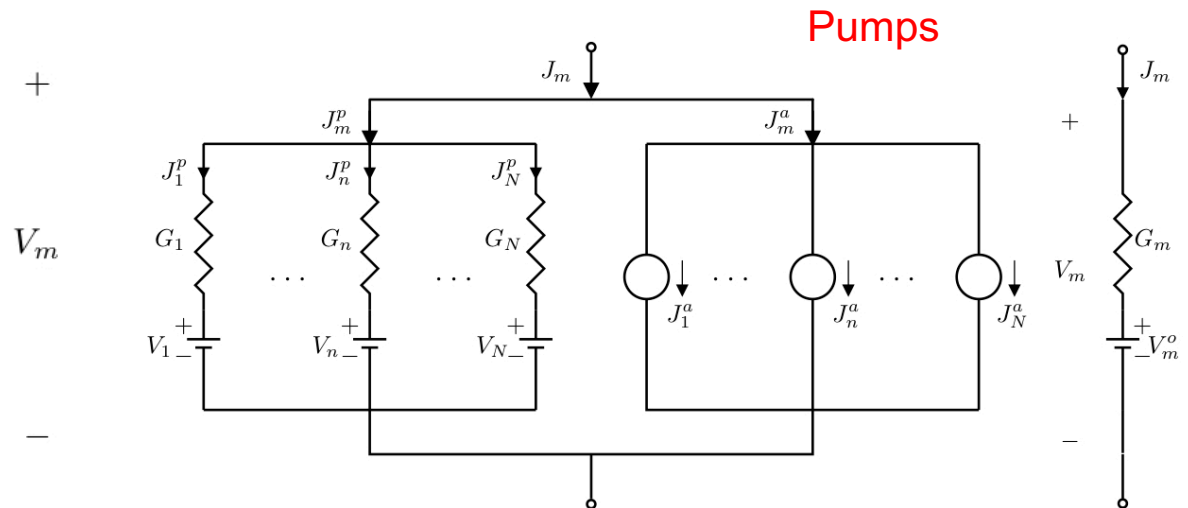 Pumps
+
J_m
J_m
J_m^p
J_m^a
+
J_1^p
J_n^p
J_N^p
V_m
G_1
G_n
G_N
G_m
· · ·
· · ·
· · ·
· · ·
V_m
J_1^a
J_n^a
J_N^a
+
+
+
+
V_1
V_n
V_N
V_m^o
−
−
−
−
−
−